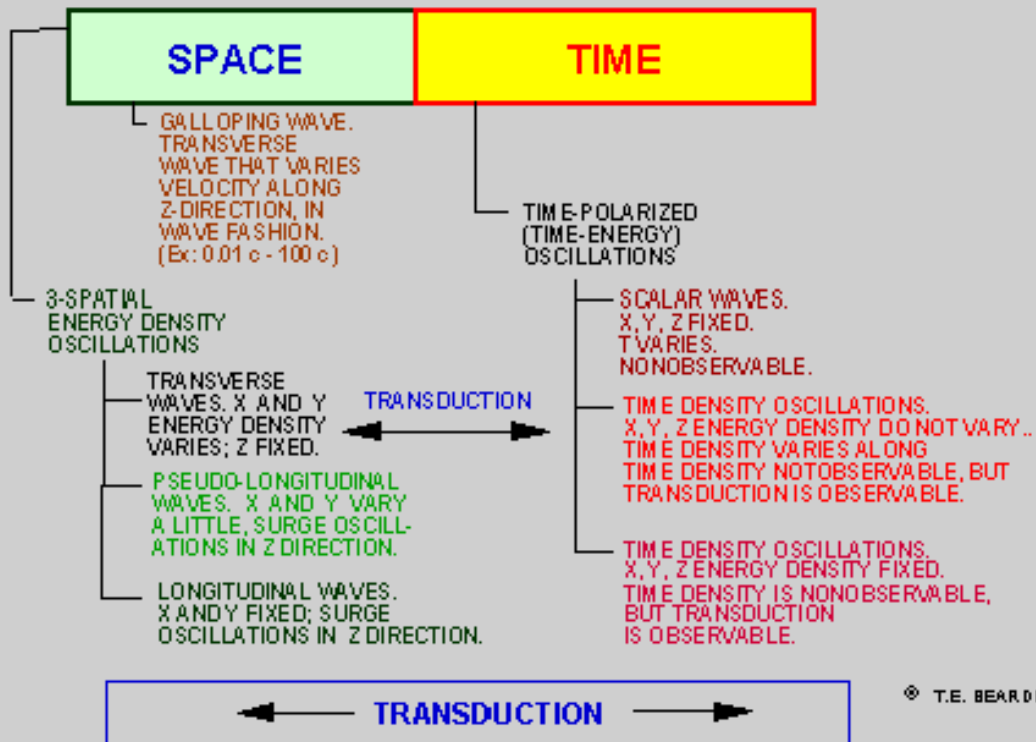 SPACE
TIME
GALLOPING WAVE.
TRANSVERSE
WAVE THAT VARIES
VELOCITY ALONG
Z-DIRECTION, IN
WAVE FASHION.
(Ex: 0.01 c - 100 c)
3-SPATIAL
ENERGY DENSITY
OSCILLATIONS
TRANSVERSE
WAVES. X AND Y
ENERGY DENSITY
VARIES; Z FIXED.
PSEUDO-LONGITUDINAL
WAVES. X AND Y VARY
A LITTLE, SURGE OSCILL-
ATIONS IN Z DIRECTION.
LONGITUDINAL WAVES.
X AND Y FIXED; SURGE
OSCILLATIONS IN Z DIRECTION.
TRANSDUCTION
TIME-POLARIZED
(TIME-ENERGY)
OSCILLATIONS
SCALAR WAVES.
X, Y, Z FIXED.
T VARIES.
NONOBSERVABLE.
TIME DENSITY OSCILLATIONS.
X, Y, Z ENERGY DENSITY DO NOT VARY..
TIME DENSITY VARIES ALONG
TIME DENSITY NOT OBSERVABLE, BUT
TRANSDUCTION IS OBSERVABLE.
TIME DENSITY OSCILLATIONS.
X, Y, Z ENERGY DENSITY FIXED.
TIME DENSITY IS NONOBSERVABLE,
BUT TRANSDUCTION
IS OBSERVABLE.
TRANSDUCTION
© T.E.